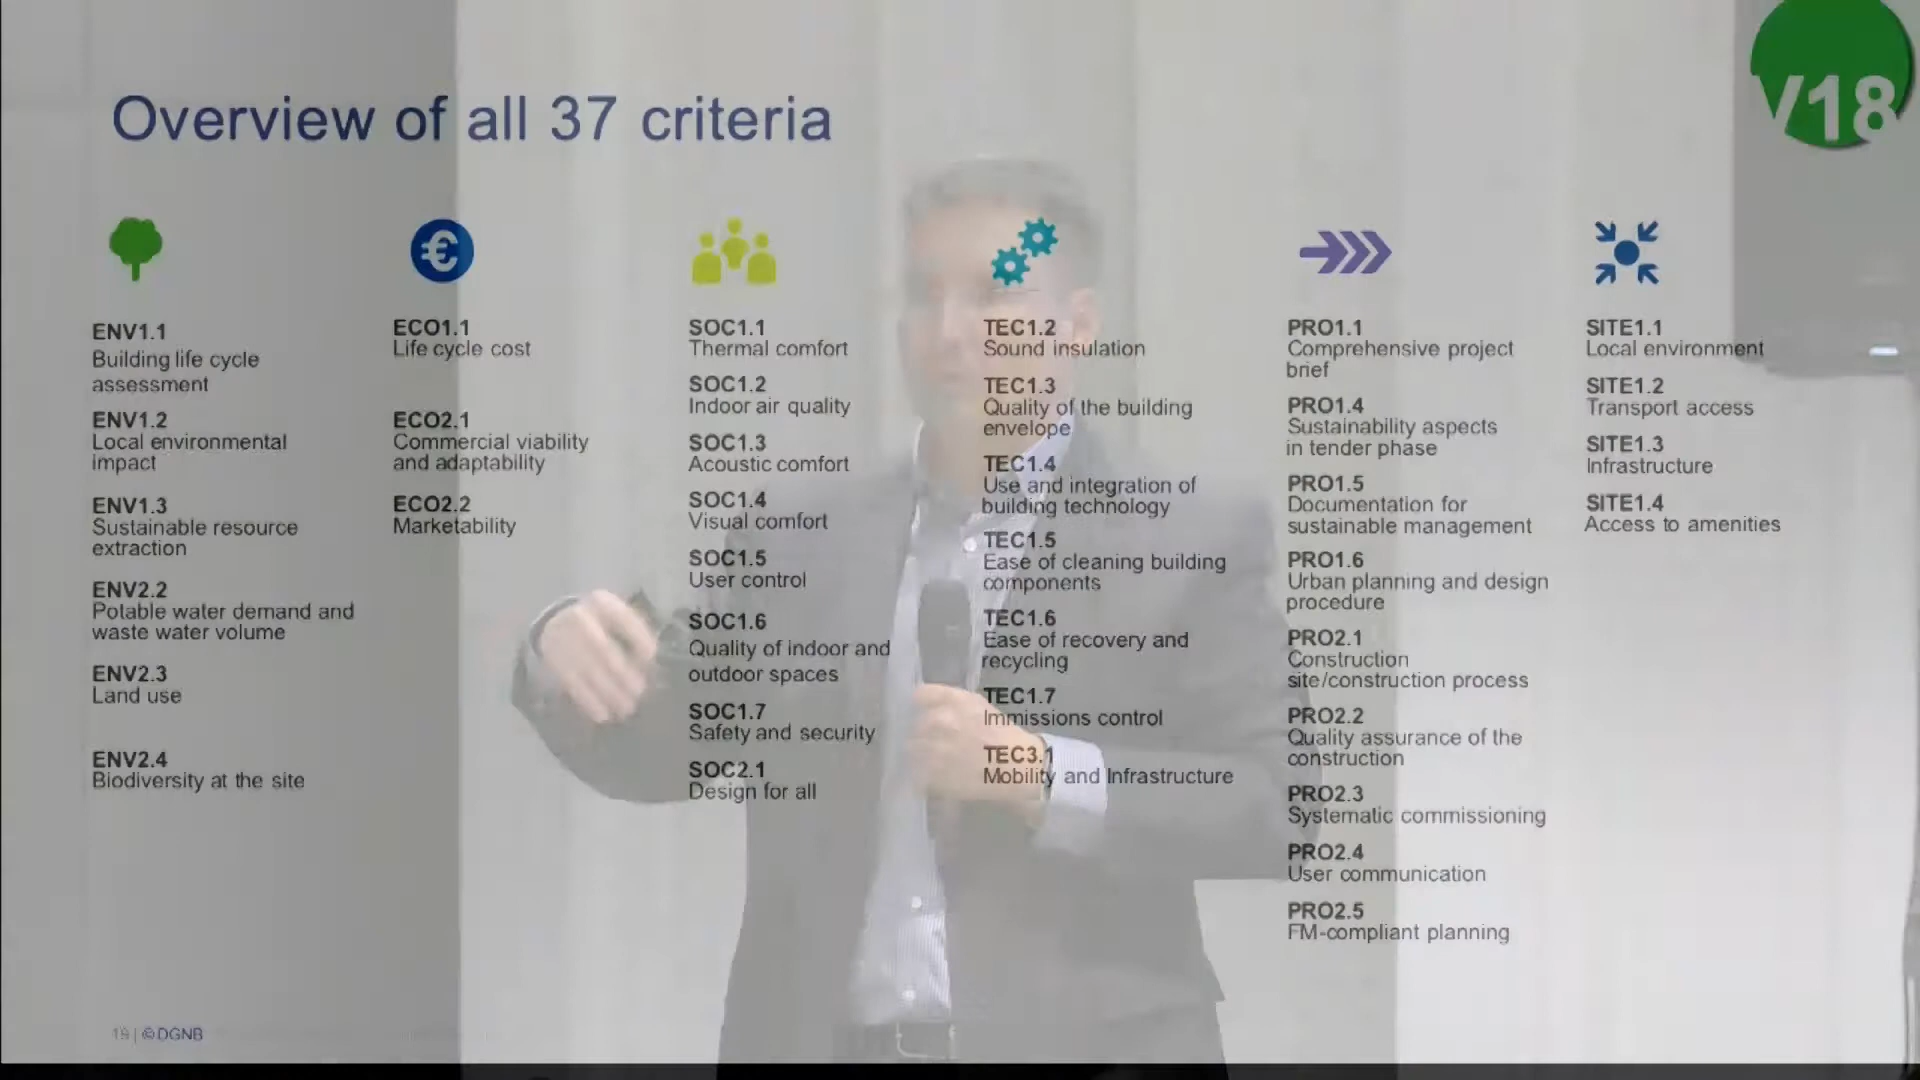 V18
Overview of all 37 criteria
ENV1.1
Building life cycle
assessment
ENV1.2
Local environmental
impact
ENV1.3
Sustainable resource
extraction
ENV2.2
Potable water demand and
waste water volume
ENV2.3
Land use
ENV2.4
Biodiversity at the site
€
ECO1.1
Life cycle cost
ECO2.1
Commercial viability
and adaptability
ECO2.2
Marketability
SOC1.1
Thermal comfort
SOC1.2
Indoor air quality
SOC1.3
Acoustic comfort
SOC1.4
Visual comfort
SOC1.5
User control
SOC1.6
Quality of indoor and
outdoor spaces
SOC1.7
Safety and security
SOC2.1
Design for all
TEC1.2
Sound insulation
TEC1.3
Quality of the building
envelope
TEC1.4
Use and integration of
building technology
TEC1.5
Ease of cleaning building
components
TEC1.6
Ease of recovery and
recycling
TEC1.7
Immissions control
TEC3.1
Mobility and Infrastructure
PRO1.1
Comprehensive project
brief
PRO1.4
Sustainability aspects
in tender phase
PRO1.5
Documentation for
sustainable management
PRO1.6
Urban planning and design
procedure
PRO2.1
Construction
site/construction process
PRO2.2
Quality assurance of the
construction
PRO2.3
Systematic commissioning
PRO2.4
User communication
PRO2.5
FM-compliant planning
SITE1.1
Local environment
SITE1.2
Transport access
SITE1.3
Infrastructure
SITE1.4
Access to amenities
19 | © DGNB